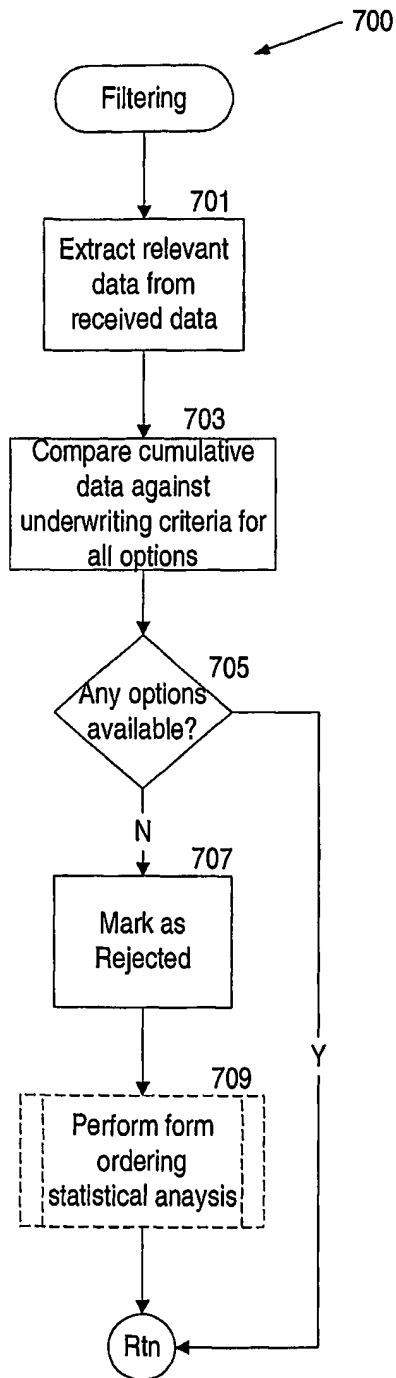 700
Filtering
701
Extract relevant
data from
received data
703
Compare cumulative
data against
underwriting criteria for
all options
705
Any options
available?
N
707
Mark as
Rejected
Y
709
Perform form
ordering
statistical anaysis
Rtn